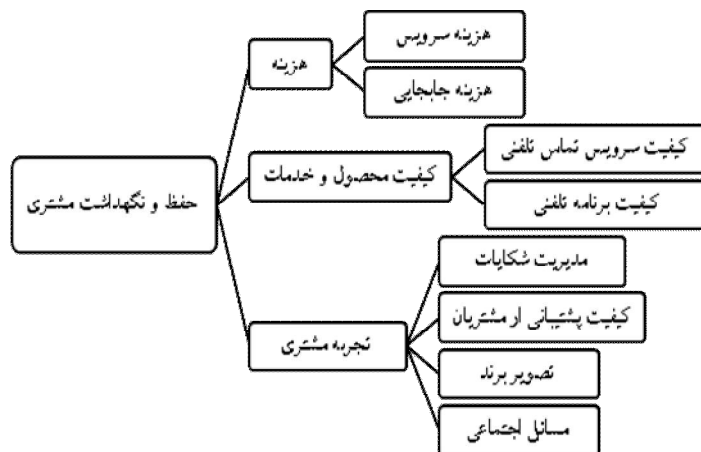 حفظ و نگهداشت مشتری
هزینه
هزینه سرویس
هزینه جابجایی
کیفیت محصول و خدمات
کیفیت سرویس تماس تلفنی
کیفیت برنامه تلفنی
تجربه مشتری
مدیریت شکایات
کیفیت پشتیبانی از مشتریان
تصویر برند
مسائل اجتماعی